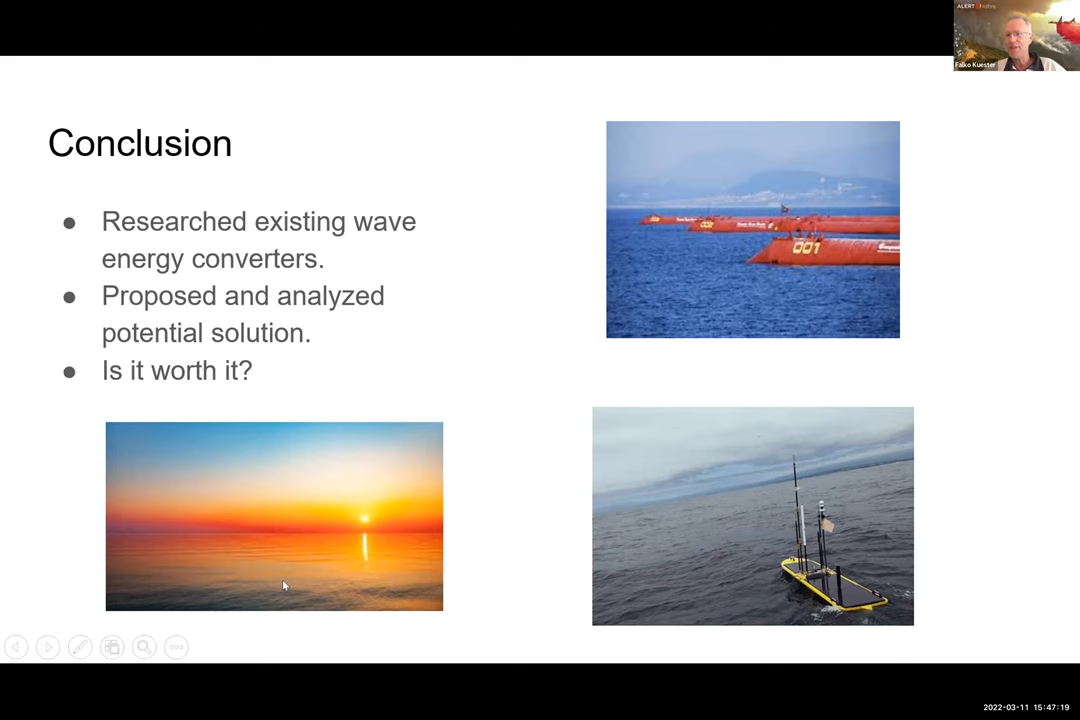 ALERT
Falko Kuester
Conclusion
● Researched existing wave
energy converters.
● Proposed and analyzed
potential solution.
● Is it worth it?
001
2022-03-11 15:47:19